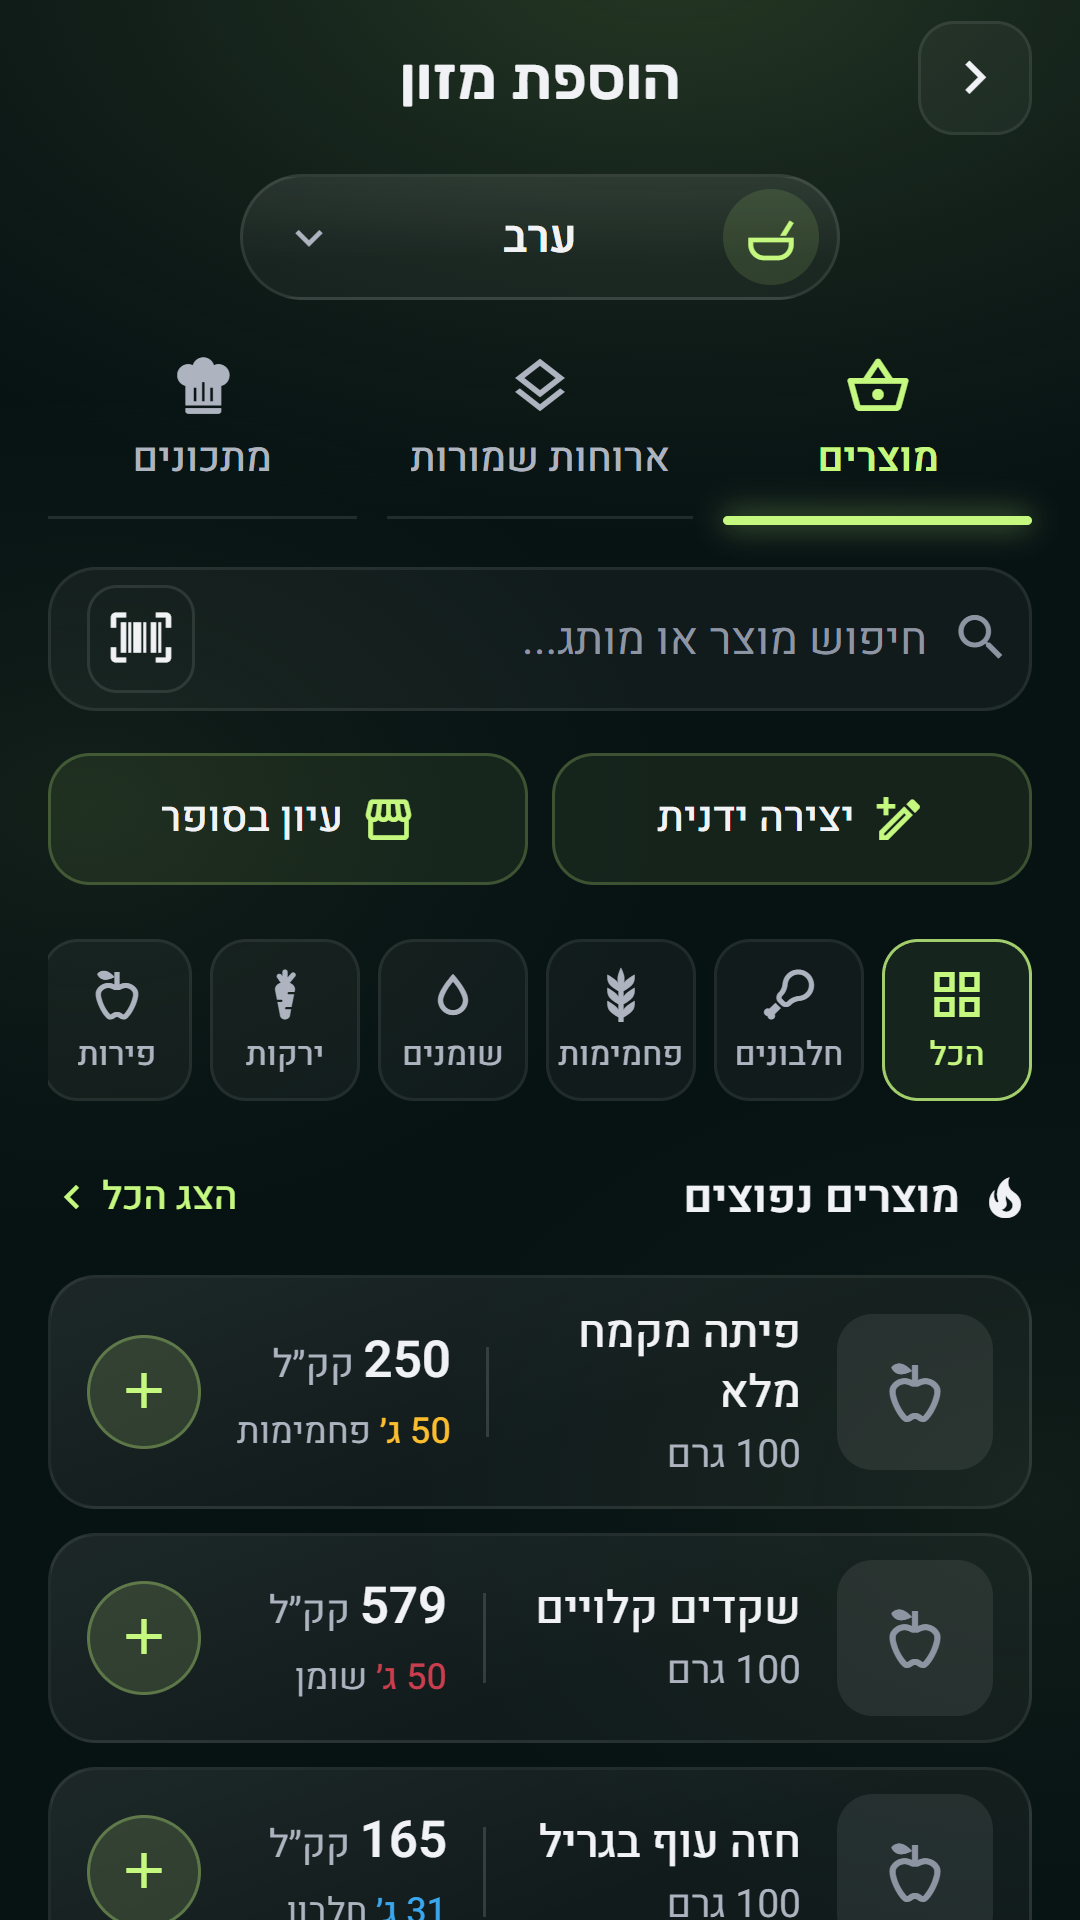 הוספת מזון
ערב
מוצרים
ארוחות שמורות
מתכונים
חיפוש מוצר או מותג...
יצירה ידנית
עיון בסופר
הכל
חלבונים
פחמימות
שומנים
ירקות
פירות
מוצרים נפוצים
הצג הכל
פיתה מקמח
מלא
100 גרם
250 קק״ל
50 ג׳ פחמימות
שקדים קלויים
100 גרם
579 קק״ל
50 ג׳ שומן
חזה עוף בגריל
100 גרם
165 קק״ל
31 ג׳ חלבון